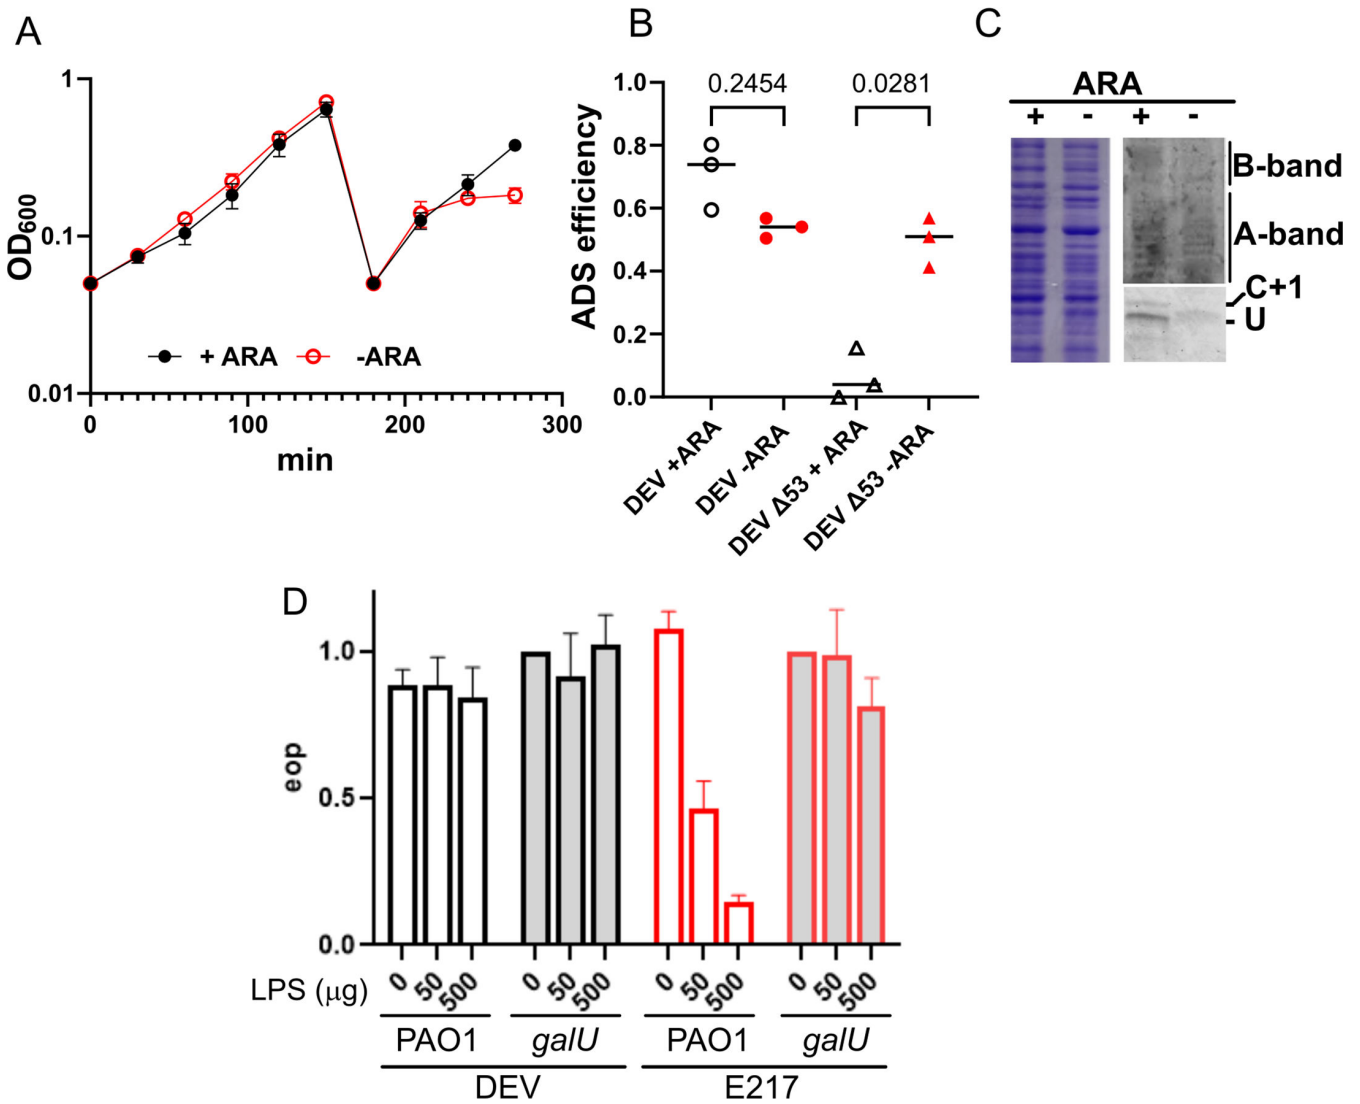 A
OD600
1
0.1
0.01
+ ARA
-ARA
0
100
200
300
min
B
ADS efficiency
1.0
0.8
0.6
0.4
0.2
0.0
0.2454
0.0281
DEV +ARA
DEV -ARA
DEV Δ53 + ARA
DEV Δ53 -ARA
C
ARA
+ - + -
B-band
A-band
C+1
U
D
eop
1.0
0.5
0.0
LPS (μg)
0 50 500 0 50 500 0 50 500 0 50 500
PAO1 galU PAO1 galU
DEV E217